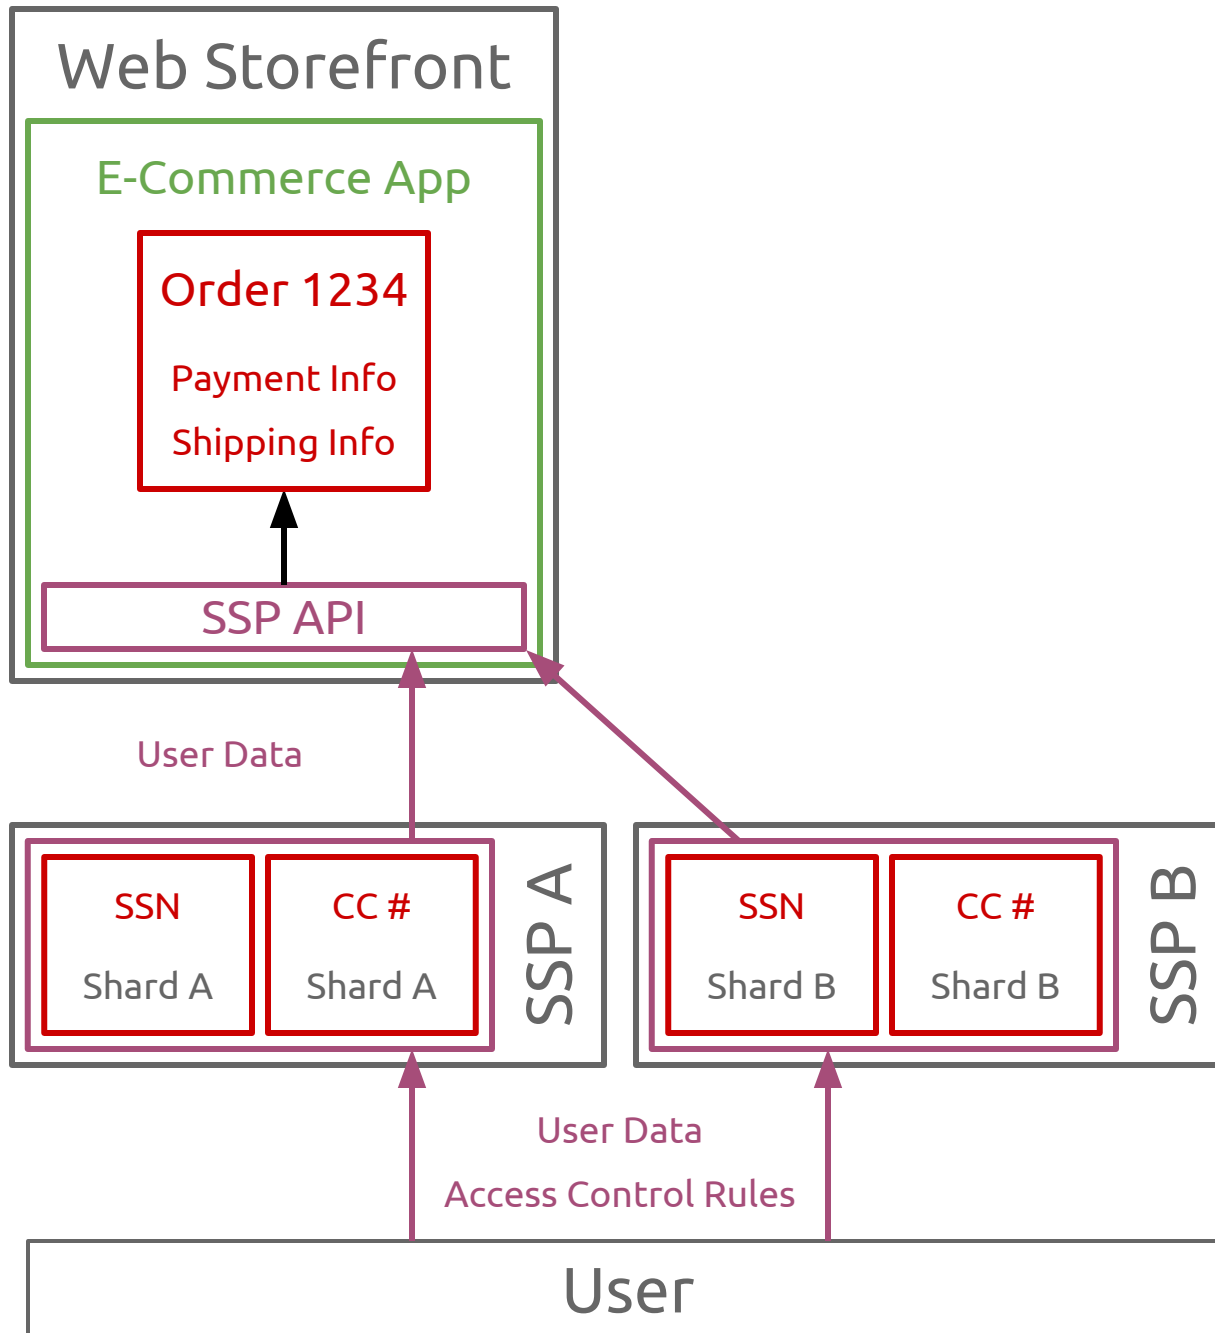 Web Storefront
E-Commerce App
Order 1234
Payment Info
Shipping Info
SSP API
User Data
SSN
Shard A
CC #
Shard A
SSP A
SSN
Shard B
CC #
Shard B
SSP B
User Data
Access Control Rules
User